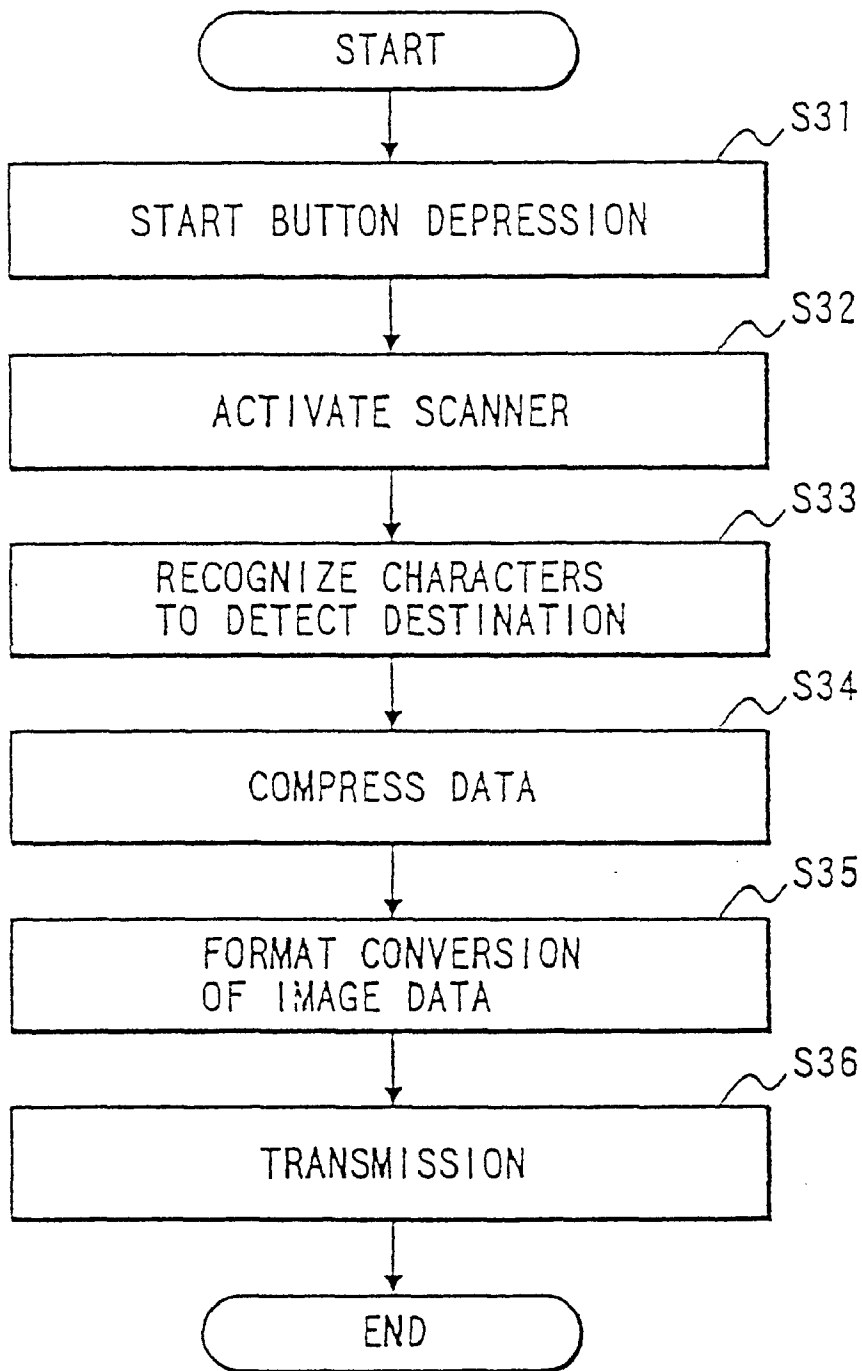 START
S31
START BUTTON DEPRESSION
S32
ACTIVATE SCANNER
S33
RECOGNIZE CHARACTERS
TO DETECT DESTINATION
S34
COMPRESS DATA
S35
FORMAT CONVERSION
OF IMAGE DATA
S36
TRANSMISSION
END